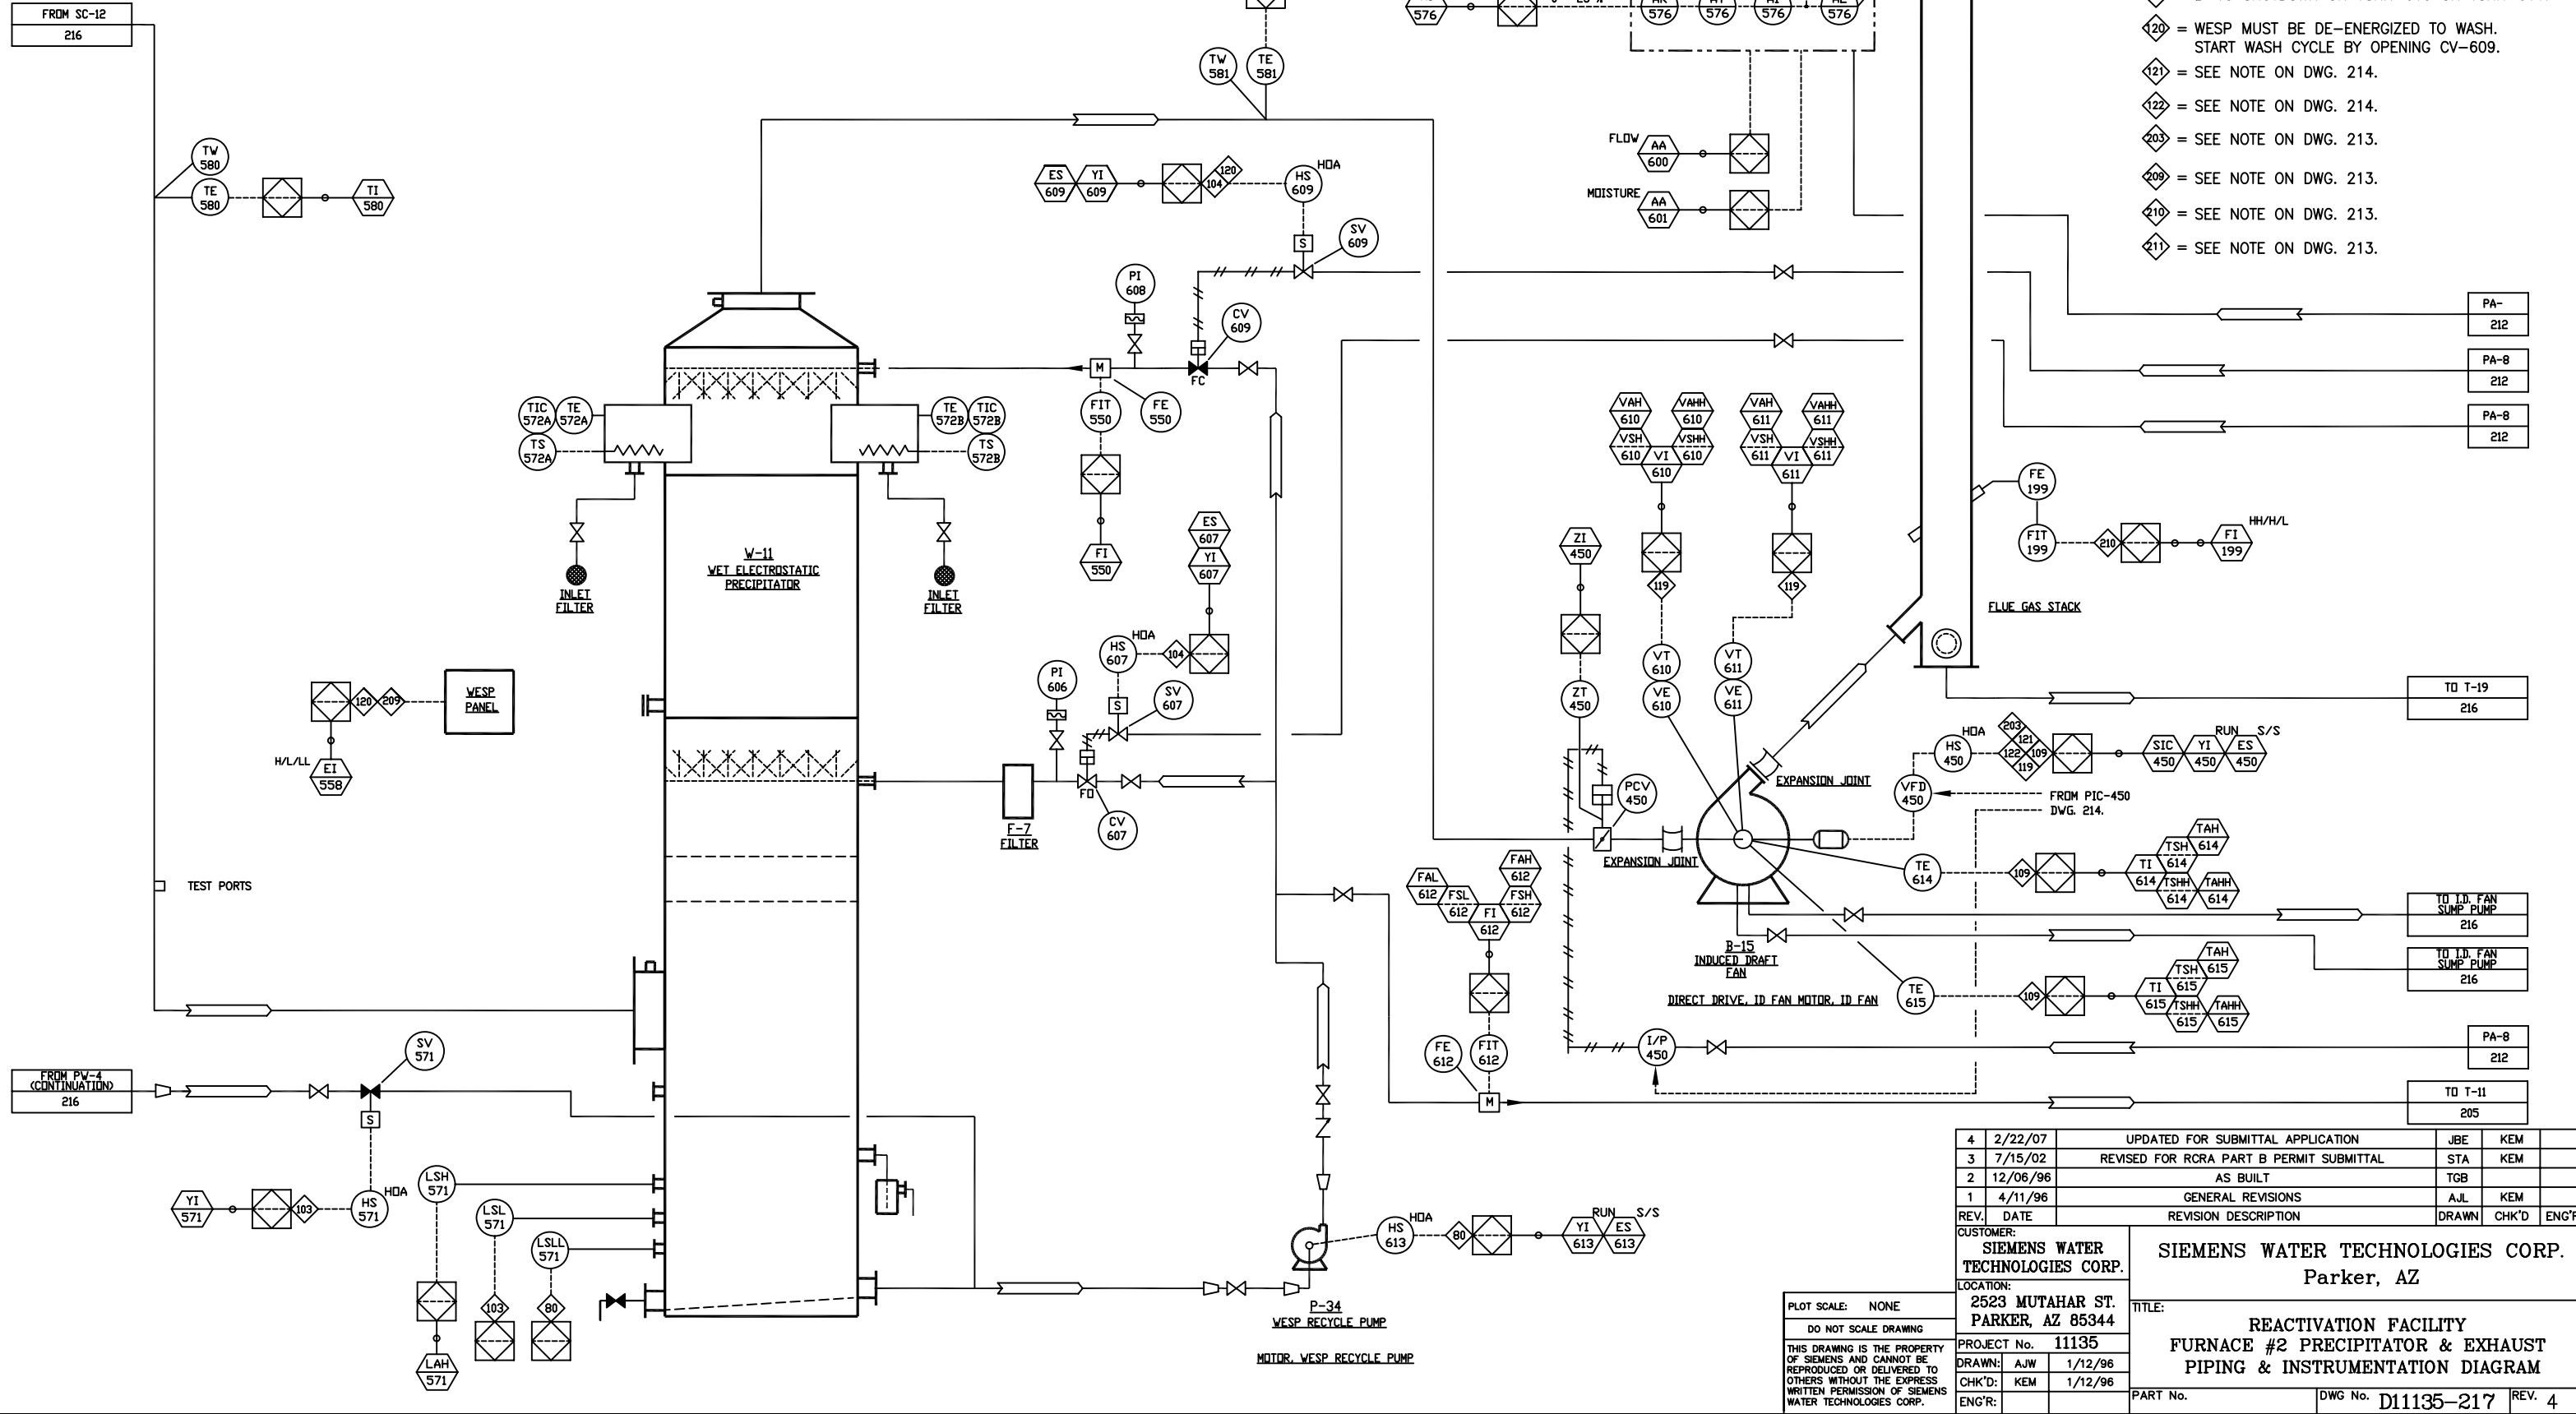 FROM SC-12
216
TW
580
TE
580
TI
580
TW
581
TE
581
576
576
576
576
576
FLOW
AA
600
MOISTURE
AA
601
120 = WESP MUST BE DE-ENERGIZED TO WASH.
START WASH CYCLE BY OPENING CV-609.
121 = SEE NOTE ON DWG. 214.
122 = SEE NOTE ON DWG. 214.
203 = SEE NOTE ON DWG. 213.
209 = SEE NOTE ON DWG. 213.
210 = SEE NOTE ON DWG. 213.
211 = SEE NOTE ON DWG. 213.
ES
609
YI
609
104
120
HS
609
HOA
S
SV
609
PI
608
CV
609
FC
M
FIT
550
FE
550
FI
550
TIC
572A
TE
572A
TS
572A
TE
572B
TIC
572B
TS
572B
W-11
WET ELECTROSTATIC
PRECIPITATOR
INLET
FILTER
INLET
FILTER
PA-
212
PA-8
212
PA-8
212
VAH
610
VAHH
610
VSH
610
VSHH
610
VI
610
VAH
611
VAHH
611
VSH
611
VSHH
611
VI
611
119
119
ZI
450
ZT
450
VT
610
VE
610
VT
611
VE
611
FE
199
FIT
199
210
FI
199
HH/H/L
FLUE GAS STACK
ES
607
YI
607
HS
607
HOA
104
S
SV
607
PI
606
FO
CV
607
F-7
FILTER
WESP
PANEL
120
209
H/L/LL
EI
558
TO T-19
216
PCV
450
EXPANSION JOINT
EXPANSION JOINT
HS
450
HOA
203
121
122
109
119
SIC
450
YI
450
ES
450
RUN S/S
VFD
450
FROM PIC-450
DWG. 214.
TE
614
109
TI
614
TSH
614
TAH
614
TSHH
614
TAHH
614
TO I.D. FAN
SUMP PUMP
216
TO I.D. FAN
SUMP PUMP
216
B-15
INDUCED DRAFT
FAN
DIRECT DRIVE, ID FAN MOTOR, ID FAN
TE
615
109
TI
615
TSH
615
TAH
615
TSHH
615
TAHH
615
FAL
612
FSL
612
FAH
612
FSH
612
FI
612
FE
612
FIT
612
M
I/P
450
PA-8
212
TO T-11
205
TEST PORTS
SV
571
FROM PW-4
(CONTINUATION)
216
S
HS
571
HOA
103
YI
571
LSH
571
LSL
571
LSLL
571
103
80
LAH
571
HS
613
HOA
80
YI
613
ES
613
RUN S/S
P-34
WESP RECYCLE PUMP
MOTOR, WESP RECYCLE PUMP
4 2/22/07 UPDATED FOR SUBMITTAL APPLICATION JBE KEM
3 7/15/02 REVISED FOR RCRA PART B PERMIT SUBMITTAL STA KEM
2 12/06/96 AS BUILT TGB
1 4/11/96 GENERAL REVISIONS AJL KEM
REV. DATE REVISION DESCRIPTION DRAWN CHK'D ENG'R
CUSTOMER:
SIEMENS WATER
TECHNOLOGIES CORP.
LOCATION:
2523 MUTAHAR ST.
PARKER, AZ 85344
PROJECT No. 11135
DRAWN: AJW 1/12/96
CHK'D: KEM 1/12/96
ENG'R:
SIEMENS WATER TECHNOLOGIES CORP.
Parker, AZ
TITLE:
REACTIVATION FACILITY
FURNACE #2 PRECIPITATOR & EXHAUST
PIPING & INSTRUMENTATION DIAGRAM
PART No.
DWG No. D11135-217
REV. 4
PLOT SCALE: NONE
DO NOT SCALE DRAWING
THIS DRAWING IS THE PROPERTY
OF SIEMENS AND CANNOT BE
REPRODUCED OR DELIVERED TO
OTHERS WITHOUT THE EXPRESS
WRITTEN PERMISSION OF SIEMENS
WATER TECHNOLOGIES CORP.